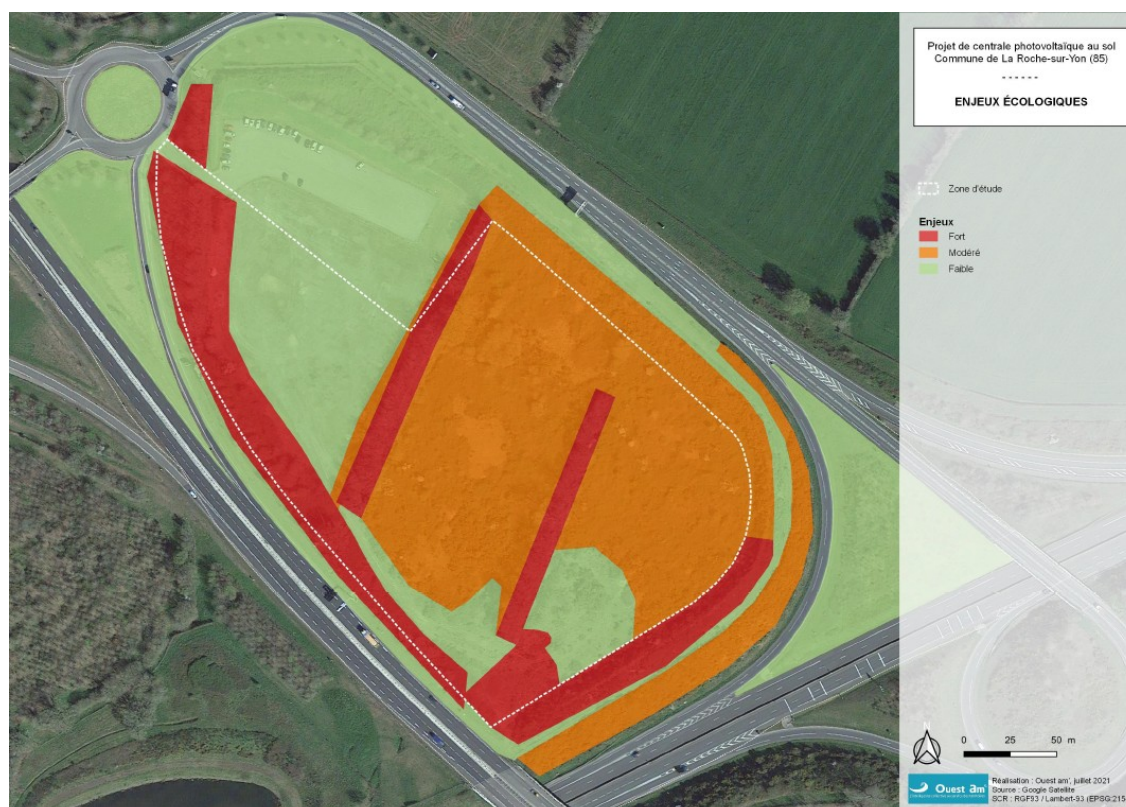 Projet de centrale photovoltaïque au sol
Commune de La Roche-sur-Yon (85)
------
ENJEUX ÉCOLOGIQUES
Zone d'étude
Enjeux
Fort
Modéré
Faible
N
0 25 50 m
Ouest am'
Réalisation : Ouest am', juillet 2021
Source : Google Satellite
SCR : RGF93 / Lambert-93 (EPSG:215